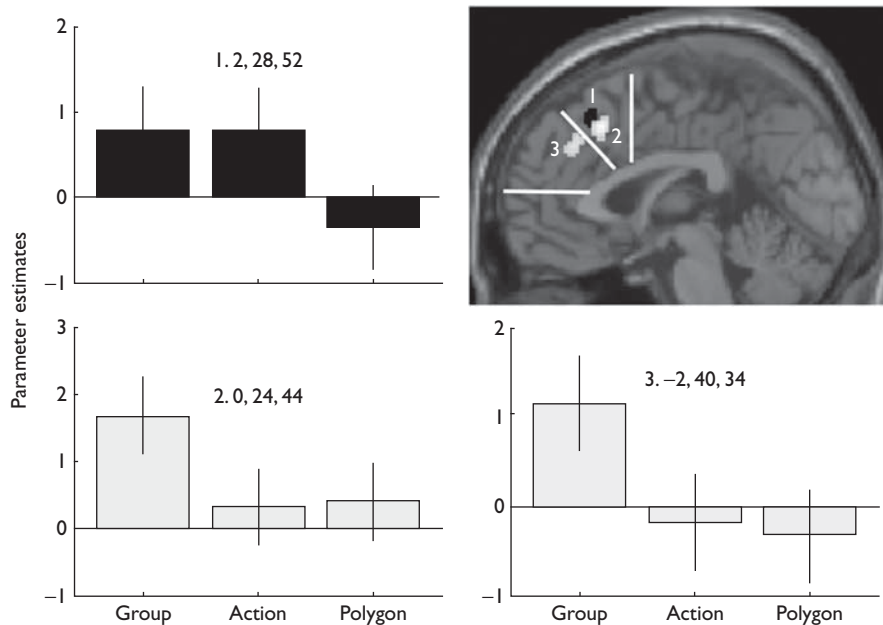 2
1. 2, 28, 52
1
0
−1
1
2
3
Parameter estimates
3
2. 0, 24, 44
2
1
0
−1
Group Action Polygon
2
3. −2, 40, 34
1
0
−1
Group Action Polygon